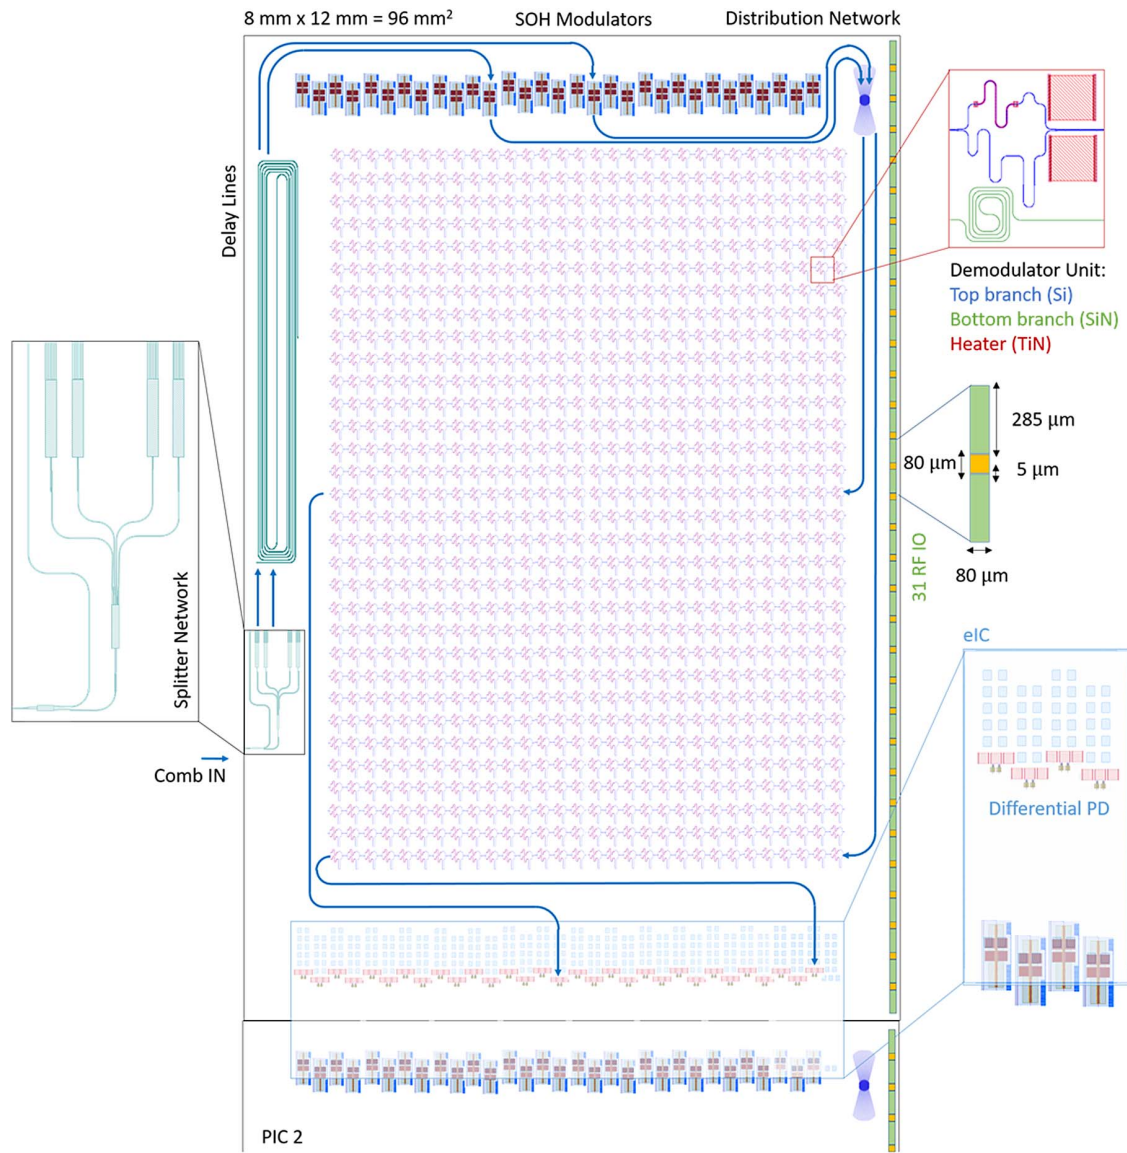 8 mm x 12 mm = 96 mm²
SOH Modulators
Distribution Network
Delay Lines
Demodulator Unit:
Top branch (Si)
Bottom branch (SiN)
Heater (TiN)
285 µm
80 µm
5 µm
80 µm
31 RF IO
Splitter Network
eIC
Comb IN
Differential PD
PIC 2